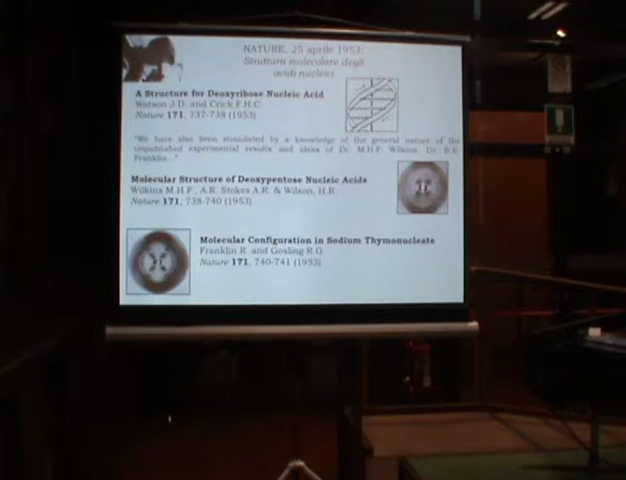 NATURE, 25 aprile 1953:
Struttura molecolare degli
acidi nucleici
A Structure for Deoxyribose Nucleic Acid
Watson J.D. and Crick F.H.C.
Nature 171, 737-738 (1953)
"We have also been stimulated by a knowledge of the general nature of the
unpublished experimental results and ideas of Dr. M.H.F. Wilkins, Dr. R.E.
Franklin..."
Molecular Structure of Deoxypentose Nucleic Acids
Wilkins M.H.F., A.R. Stokes A.R. & Wilson, H.R.
Nature 171, 738-740 (1953)
Molecular Configuration in Sodium Thymonucleate
Franklin R. and Gosling R.G.
Nature 171, 740-741 (1953)